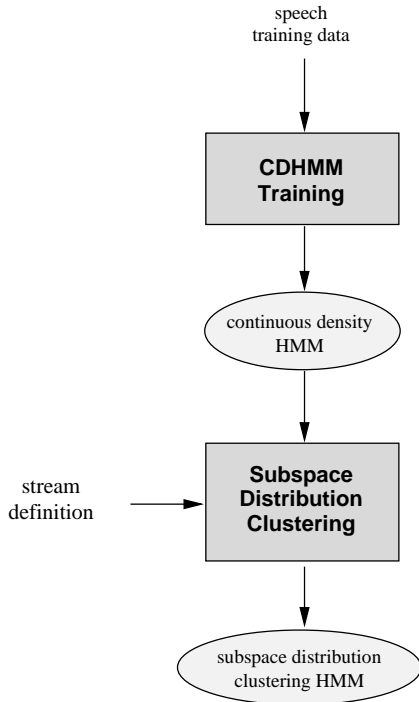 speech
training data
CDHMM
Training
continuous density
HMM
Subspace
Distribution
Clustering
stream
definition
subspace distribution
clustering HMM